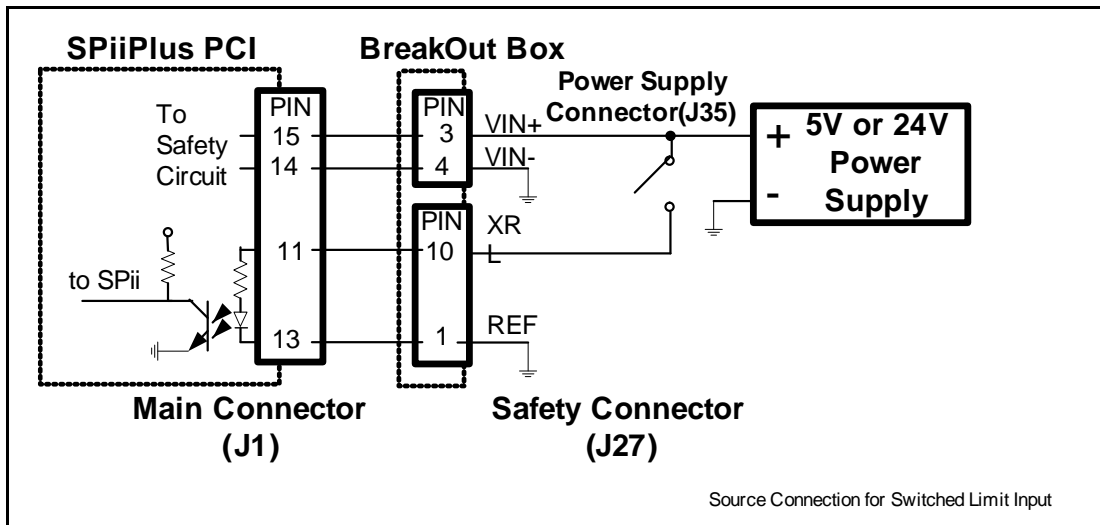 SPiiPlus PCI
BreakOut Box
Power Supply
Connector(J35)
To
Safety
Circuit
PIN
15
14
PIN
3
4
VIN+
VIN-
+
-
5V or 24V
Power
Supply
11
PIN
10
XR
L
to SPii
13
1
REF
Main Connector
(J1)
Safety Connector
(J27)
Source Connection for Switched Limit Input